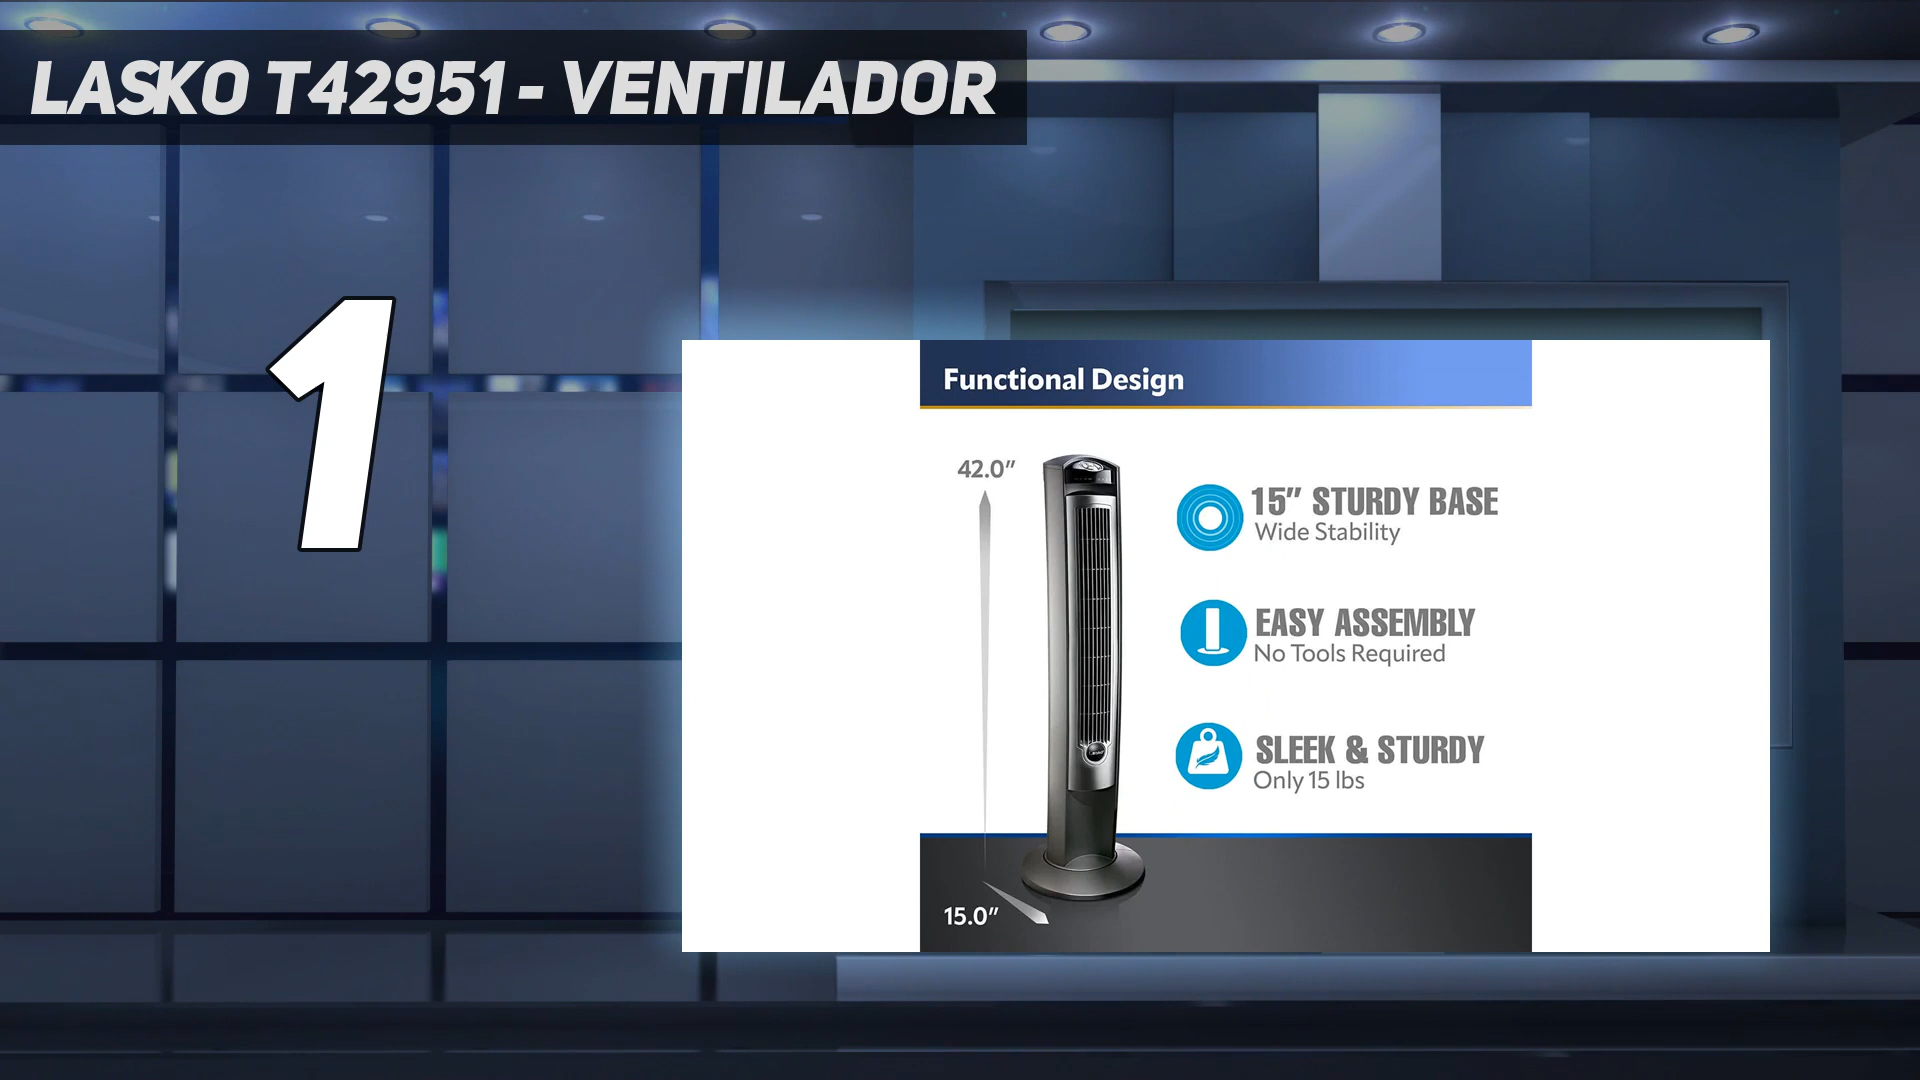 LASKO T42951 - VENTILADOR
1
Functional Design
42.0”
15” STURDY BASE
Wide Stability
EASY ASSEMBLY
No Tools Required
SLEEK & STURDY
Only 15 lbs
15.0”